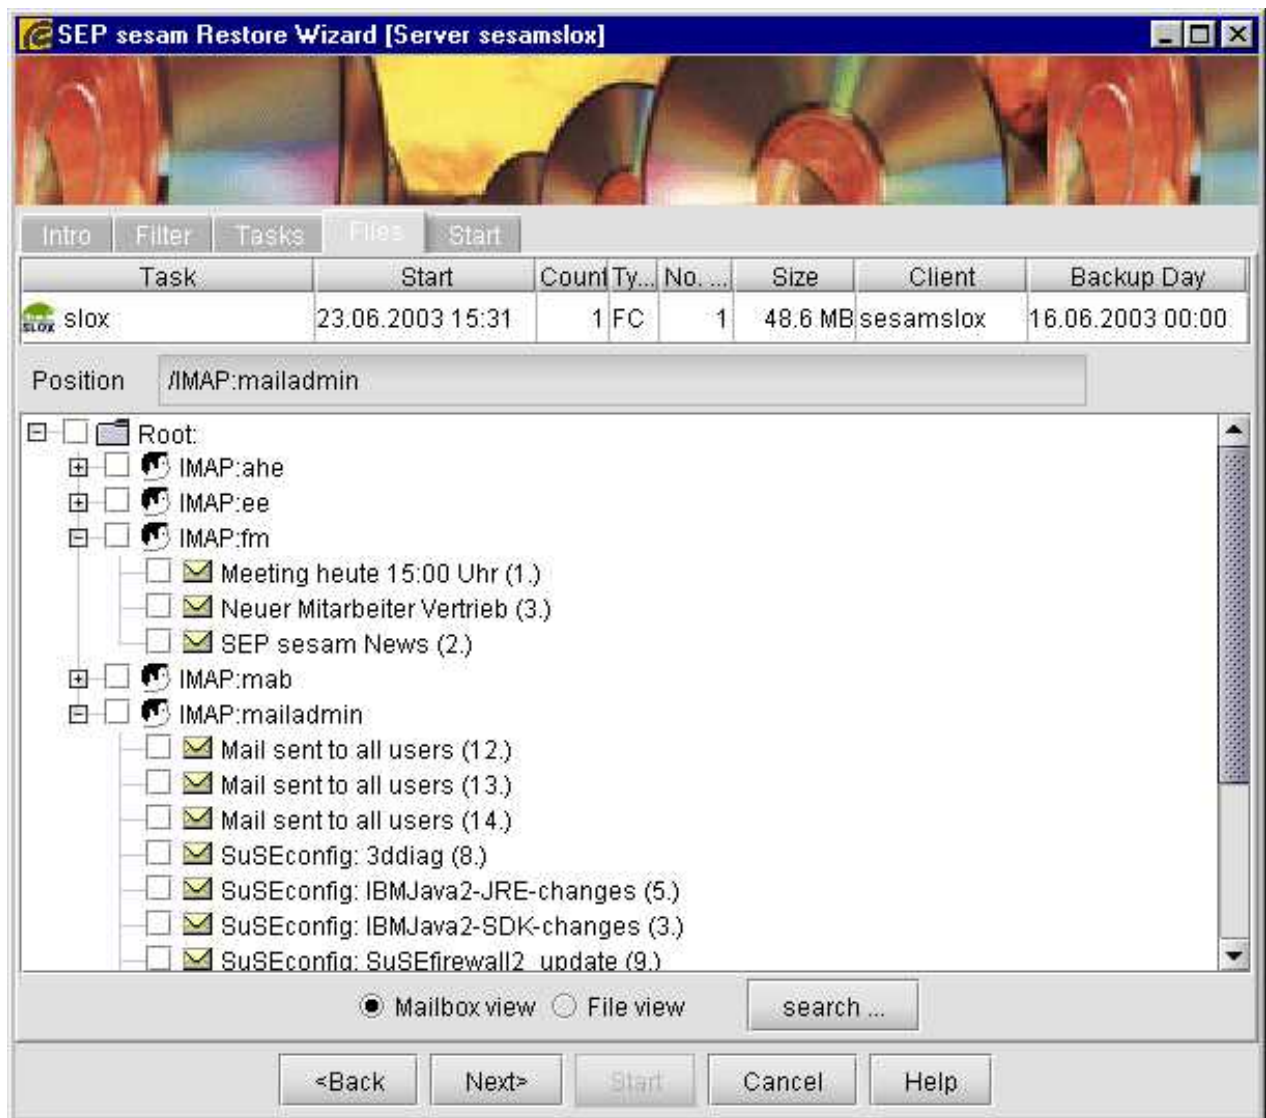 SEP sesam Restore Wizard [Server sesamslox]
Intro Filter Tasks Files Start
Task Start Count Ty... No. ... Size Client Backup Day
SLOX slox 23.06.2003 15:31 1 FC 1 48.6 MB sesamslox 16.06.2003 00:00
Position /IMAP:mailadmin
Root:
IMAP:ahe
IMAP:ee
IMAP:fm
Meeting heute 15:00 Uhr (1.)
Neuer Mitarbeiter Vertrieb (3.)
SEP sesam News (2.)
IMAP:mab
IMAP:mailadmin
Mail sent to all users (12.)
Mail sent to all users (13.)
Mail sent to all users (14.)
SuSEconfig: 3ddiag (8.)
SuSEconfig: IBMJava2-JRE-changes (5.)
SuSEconfig: IBMJava2-SDK-changes (3.)
SuSEconfig: SuSEfirewall2_update (9.)
Mailbox view File view search ...
<Back Next> Start Cancel Help